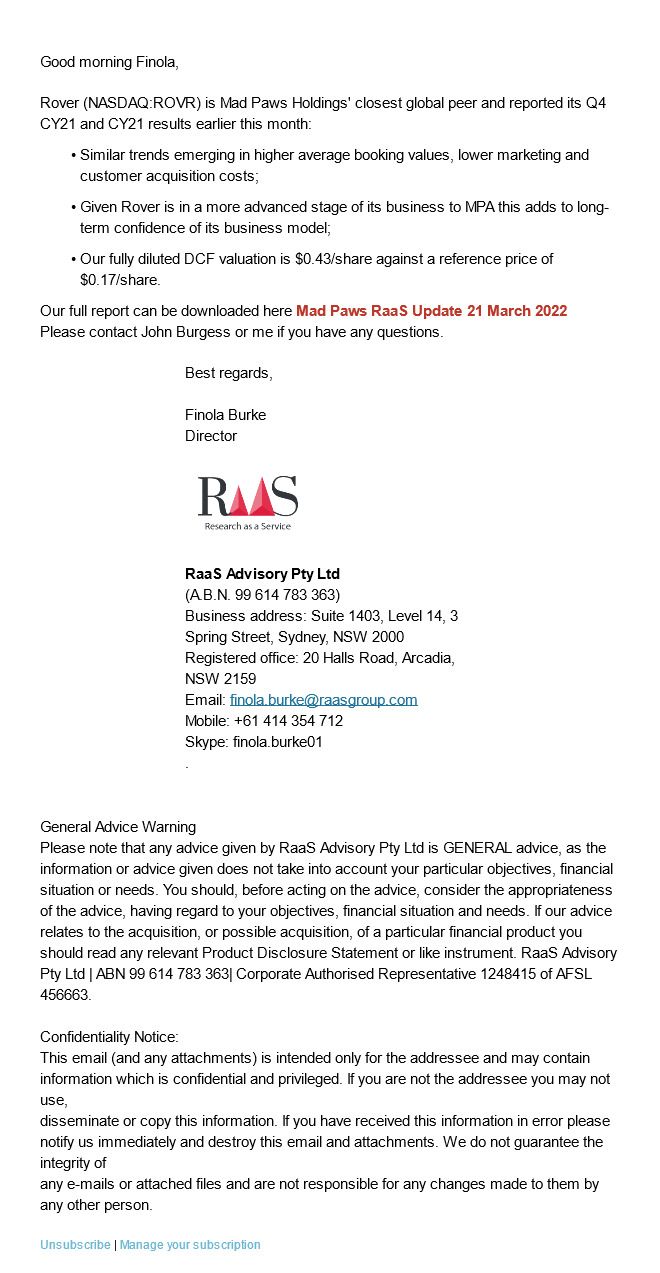 Good morning Finola,
Rover (NASDAQ:ROVR) is Mad Paws Holdings' closest global peer and reported its Q4
CY21 and CY21 results earlier this month:
• Similar trends emerging in higher average booking values, lower marketing and
customer acquisition costs;
• Given Rover is in a more advanced stage of its business to MPA this adds to long-
term confidence of its business model;
• Our fully diluted DCF valuation is $0.43/share against a reference price of
$0.17/share.
Our full report can be downloaded here Mad Paws RaaS Update 21 March 2022
Please contact John Burgess or me if you have any questions.
Best regards,
Finola Burke
Director
RAAS
Research as a Service
RaaS Advisory Pty Ltd
(A.B.N. 99 614 783 363)
Business address: Suite 1403, Level 14, 3
Spring Street, Sydney, NSW 2000
Registered office: 20 Halls Road, Arcadia,
NSW 2159
Email: finola.burke@raasgroup.com
Mobile: +61 414 354 712
Skype: finola.burke01
.
General Advice Warning
Please note that any advice given by RaaS Advisory Pty Ltd is GENERAL advice, as the
information or advice given does not take into account your particular objectives, financial
situation or needs. You should, before acting on the advice, consider the appropriateness
of the advice, having regard to your objectives, financial situation and needs. If our advice
relates to the acquisition, or possible acquisition, of a particular financial product you
should read any relevant Product Disclosure Statement or like instrument. RaaS Advisory
Pty Ltd | ABN 99 614 783 363| Corporate Authorised Representative 1248415 of AFSL
456663.
Confidentiality Notice:
This email (and any attachments) is intended only for the addressee and may contain
information which is confidential and privileged. If you are not the addressee you may not
use,
disseminate or copy this information. If you have received this information in error please
notify us immediately and destroy this email and attachments. We do not guarantee the
integrity of
any e-mails or attached files and are not responsible for any changes made to them by
any other person.
Unsubscribe | Manage your subscription